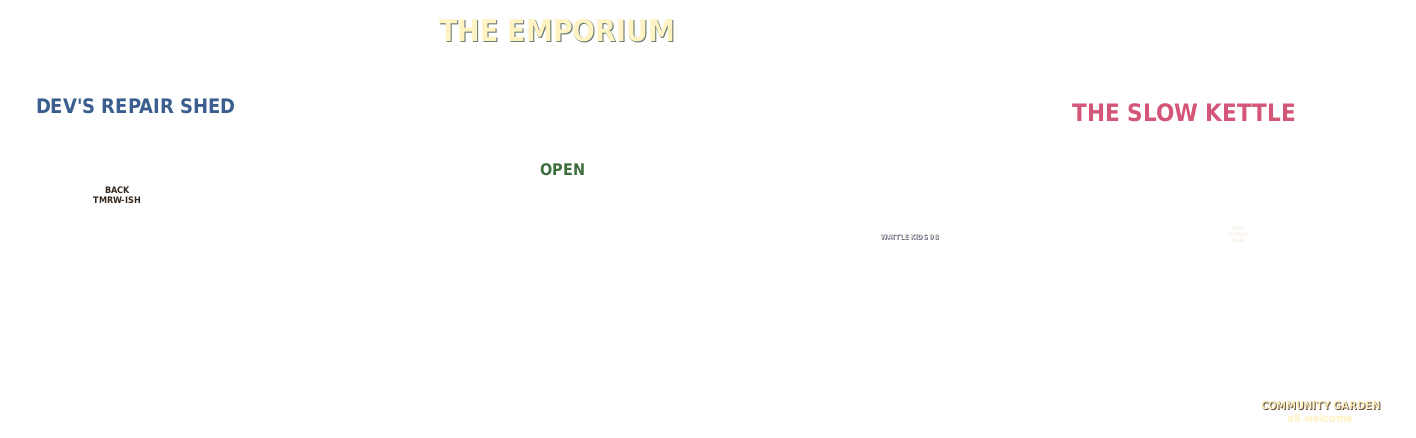 THE EMPORIUM
DEV'S REPAIR SHED
THE SLOW KETTLE
OPEN
BACK
TMRW-ISH
WATTLE KIDS 98
COMMUNITY GARDEN
all welcome